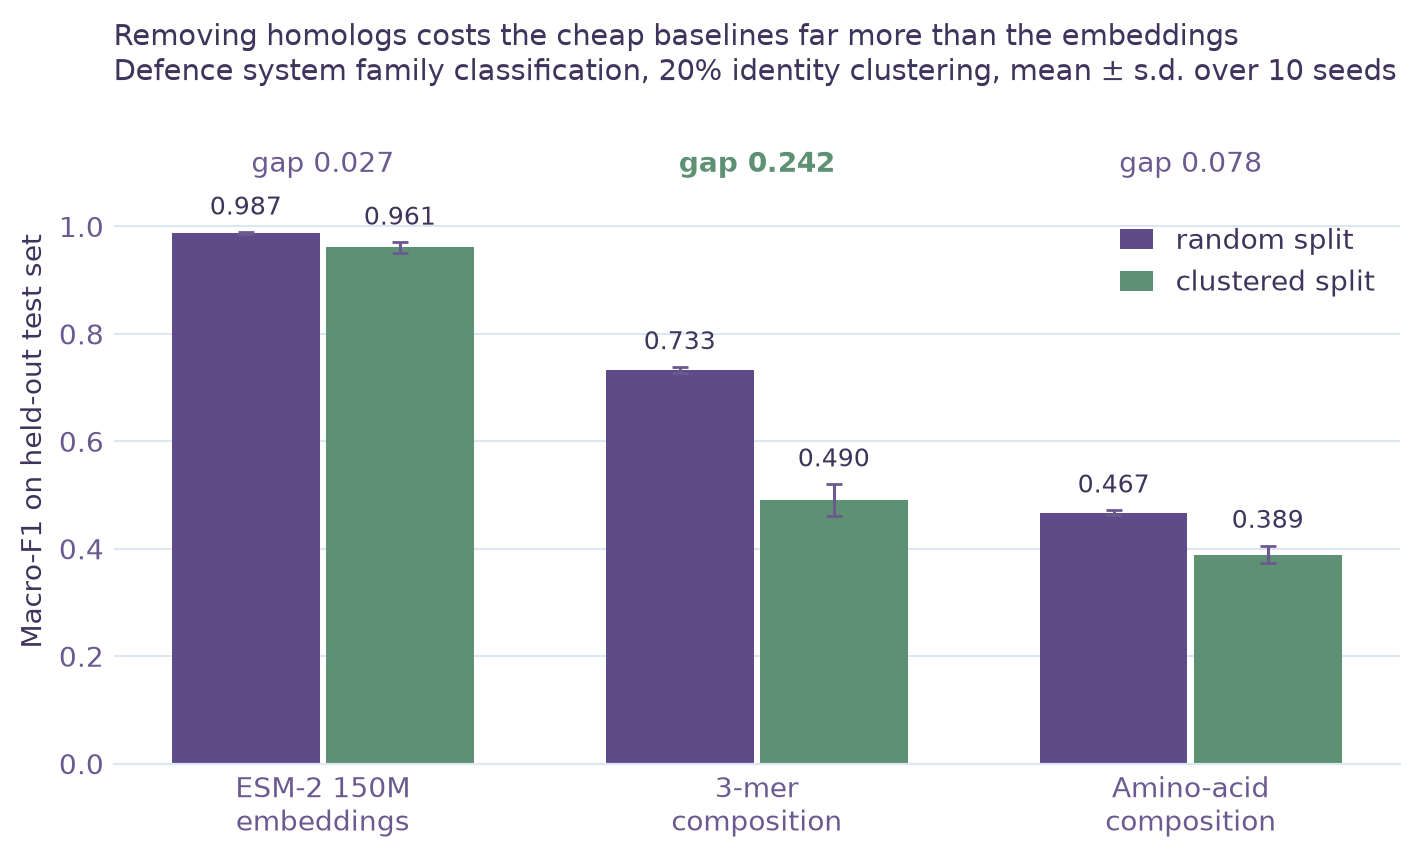 Removing homologs costs the cheap baselines far more than the embeddings
Defence system family classification, 20% identity clustering, mean ± s.d. over 10 seeds
gap 0.027
gap 0.242
gap 0.078
0.987
0.961
0.733
0.490
0.467
0.389
random split
clustered split
Macro-F1 on held-out test set
1.0
0.8
0.6
0.4
0.2
0.0
ESM-2 150M
embeddings
3-mer
composition
Amino-acid
composition